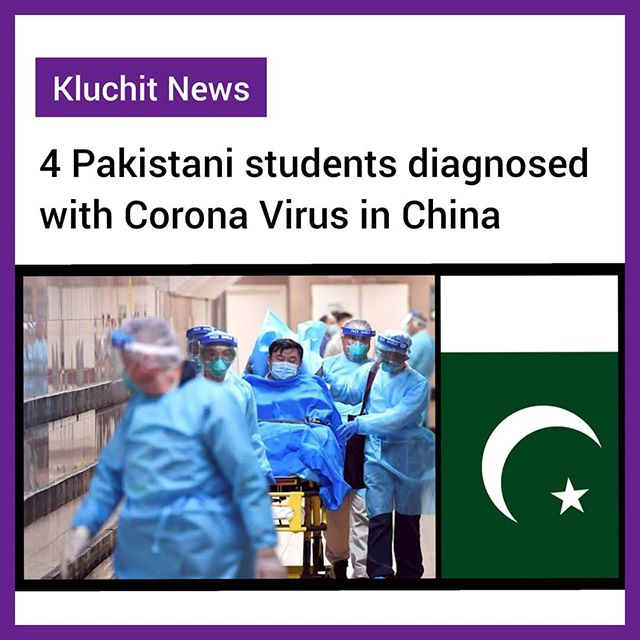 Kluchit News
4 Pakistani students diagnosed
with Corona Virus in China